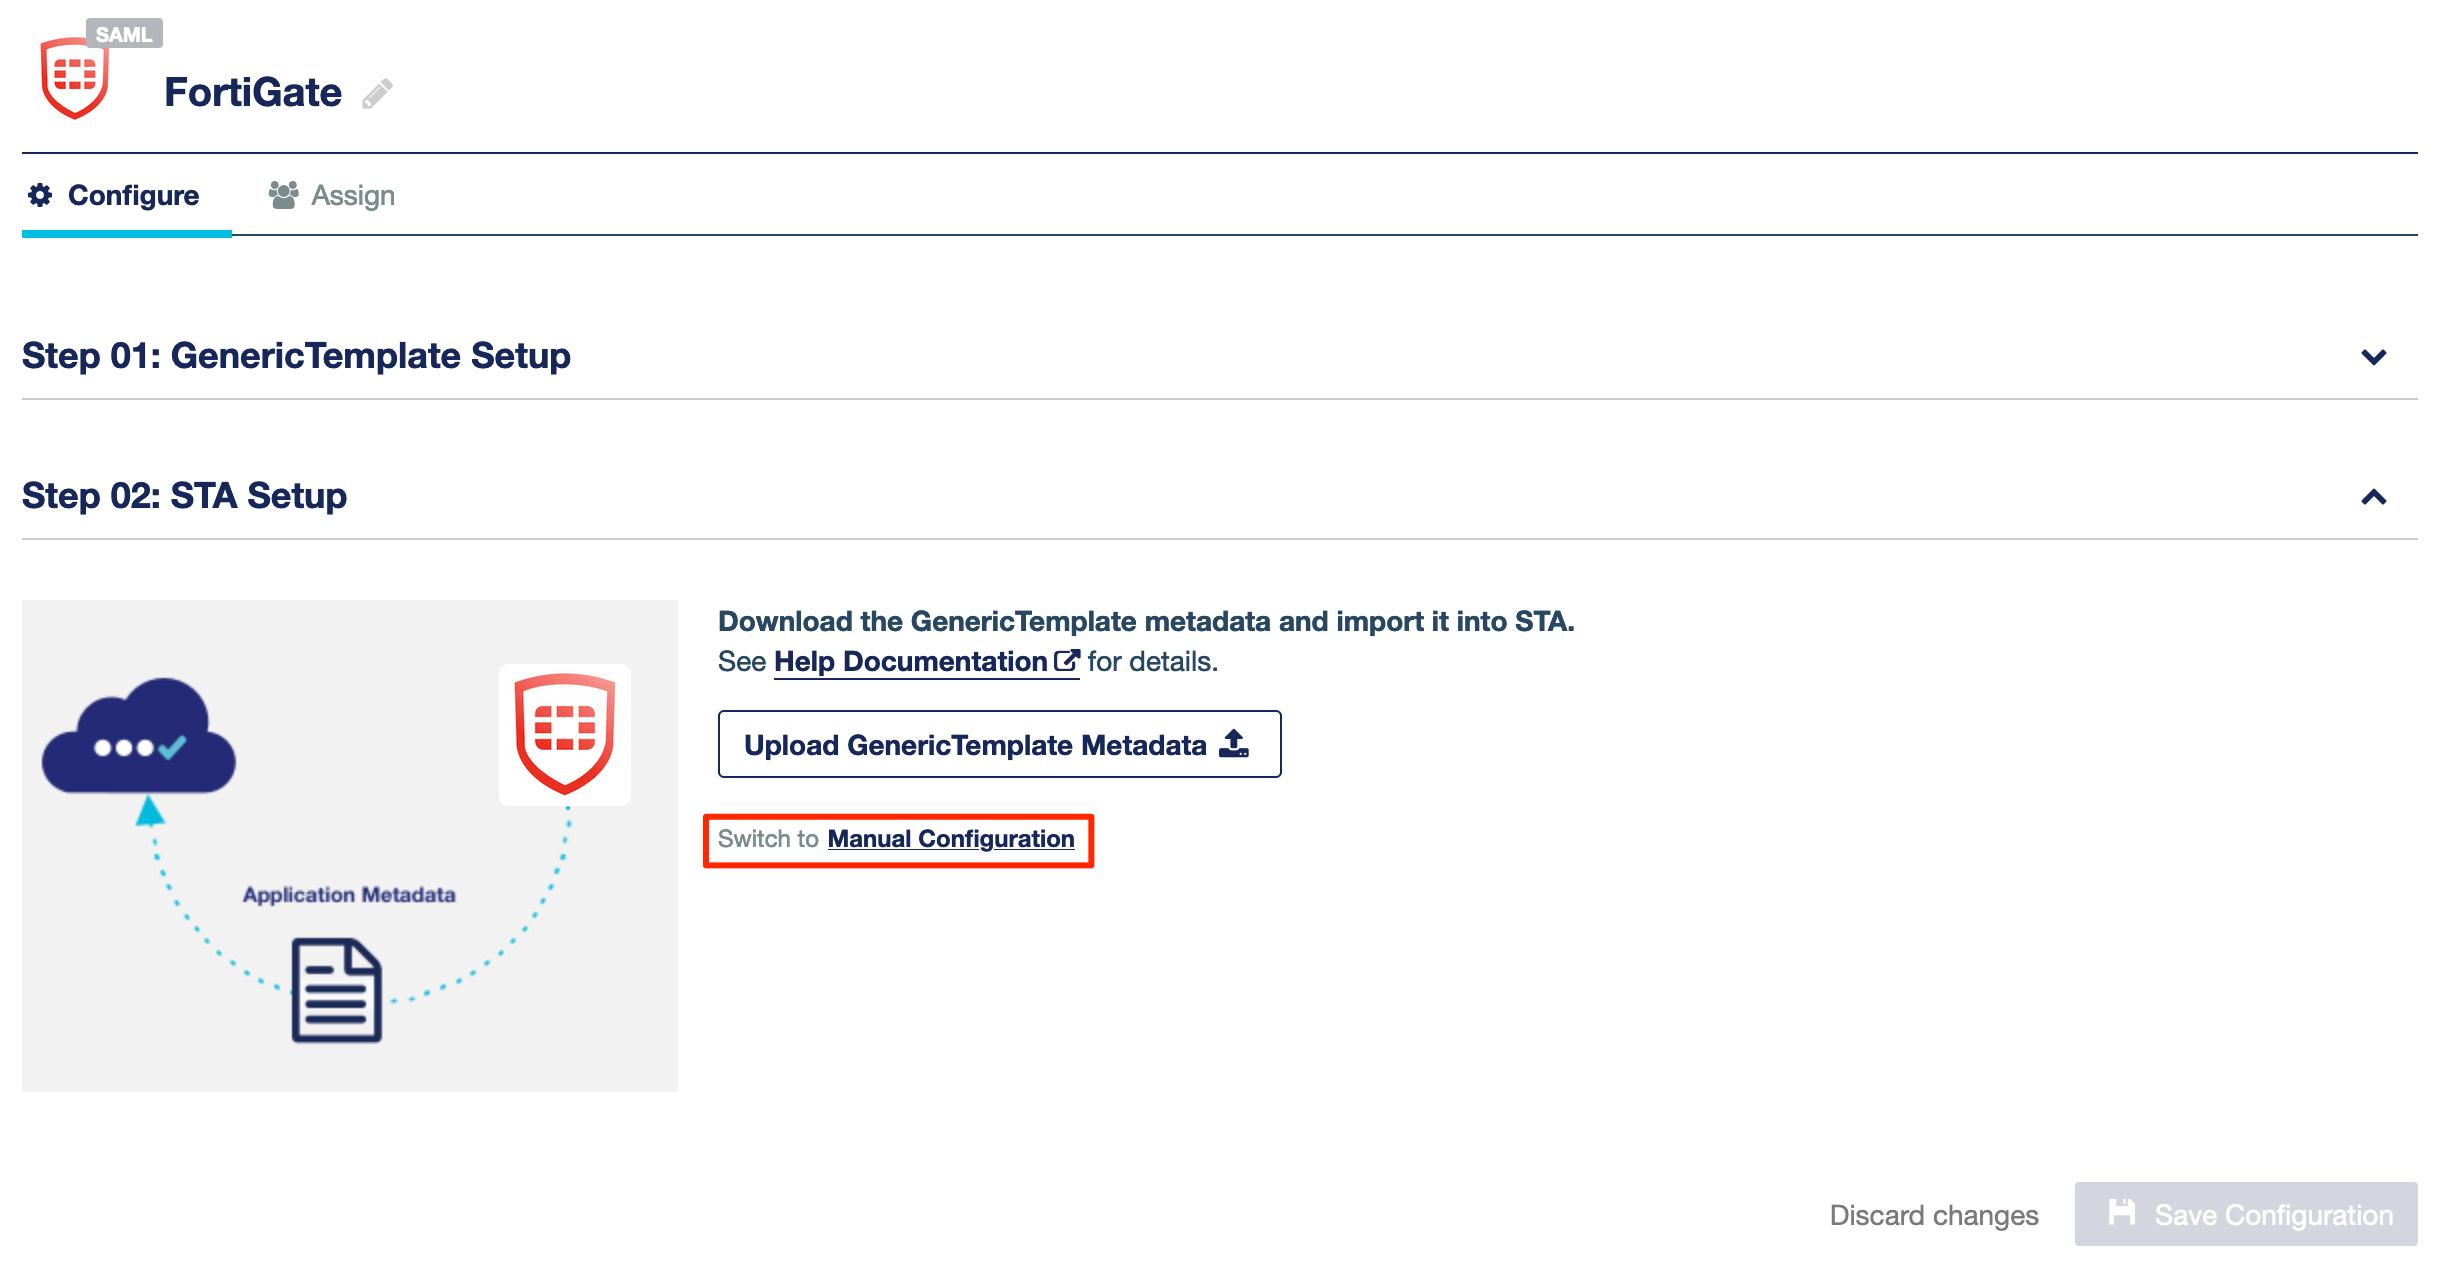 SAML
FortiGate
Configure
Assign
Step 01: GenericTemplate Setup
Step 02: STA Setup
Download the GenericTemplate metadata and import it into STA.
See Help Documentation for details.
Upload GenericTemplate Metadata
Switch to Manual Configuration
Application Metadata
Discard changes
Save Configuration